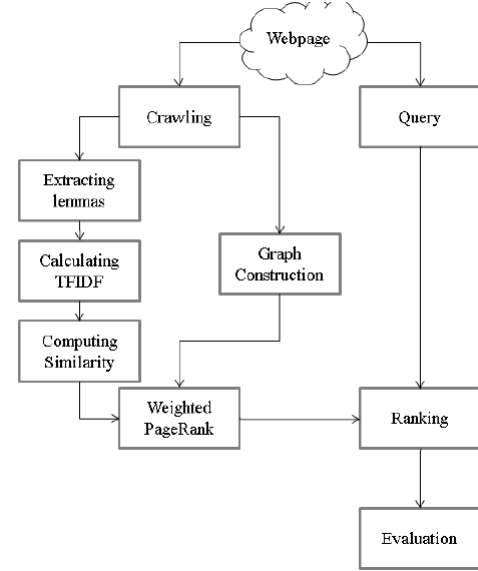 Webpage
Crawling
Query
Extracting
lemmas
Calculating
TFIDF
Graph
Construction
Computing
Similarity
Weighted
PageRank
Ranking
Evaluation